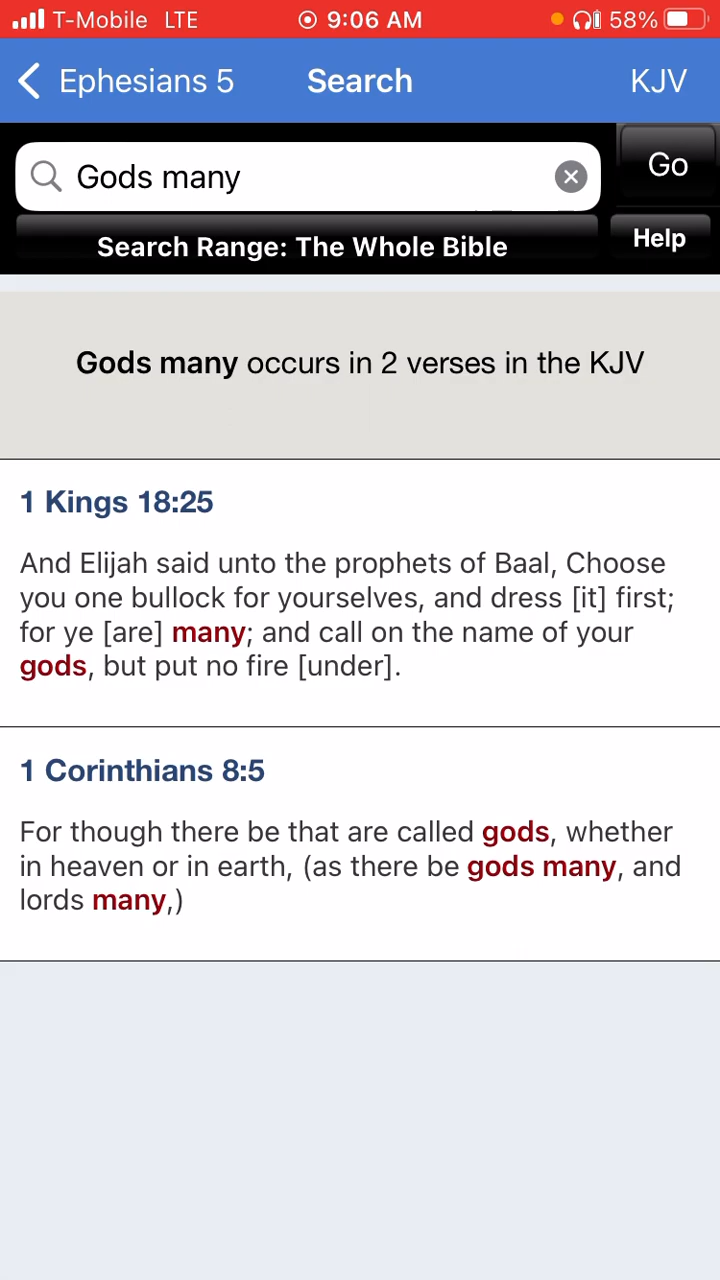 T-Mobile LTE 9:06 AM 58%
Ephesians 5 Search KJV
Gods many Go
Search Range: The Whole Bible Help
Gods many occurs in 2 verses in the KJV
1 Kings 18:25
And Elijah said unto the prophets of Baal, Choose
you one bullock for yourselves, and dress [it] first;
for ye [are] many; and call on the name of your
gods, but put no fire [under].
1 Corinthians 8:5
For though there be that are called gods, whether
in heaven or in earth, (as there be gods many, and
lords many,)